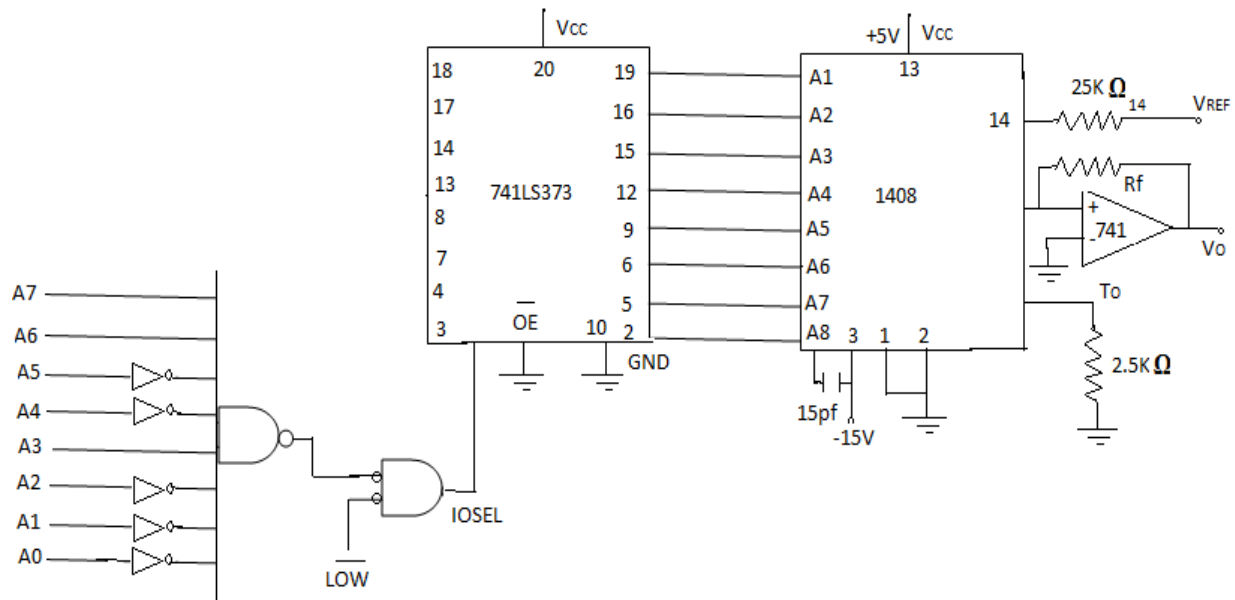 Vcc
+5V Vcc
18 20 19 A1 13
25K Ω
17 16 A2 14 14 VREF
14 15 A3
13 741LS373 12 A4 1408
Rf
8 9 A5 + 741 -
Vo
7 6 A6
A7 4 5 A7 To
OE
3 10 2 A8 3 1 2
A6
GND
A5 2.5K Ω
A4 15pf
-15V
A3
A2
IOSEL
A1
A0
LOW